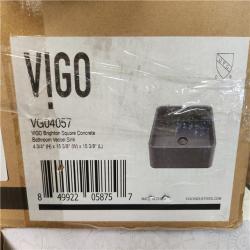 VIGO
VG04057
VIGO Brighton Square Concrete
Bathroom Vessel Sink
4 3/4" (H) x 15 3/8" (W) x 15 3/8" (L)
8 49922 05875 7